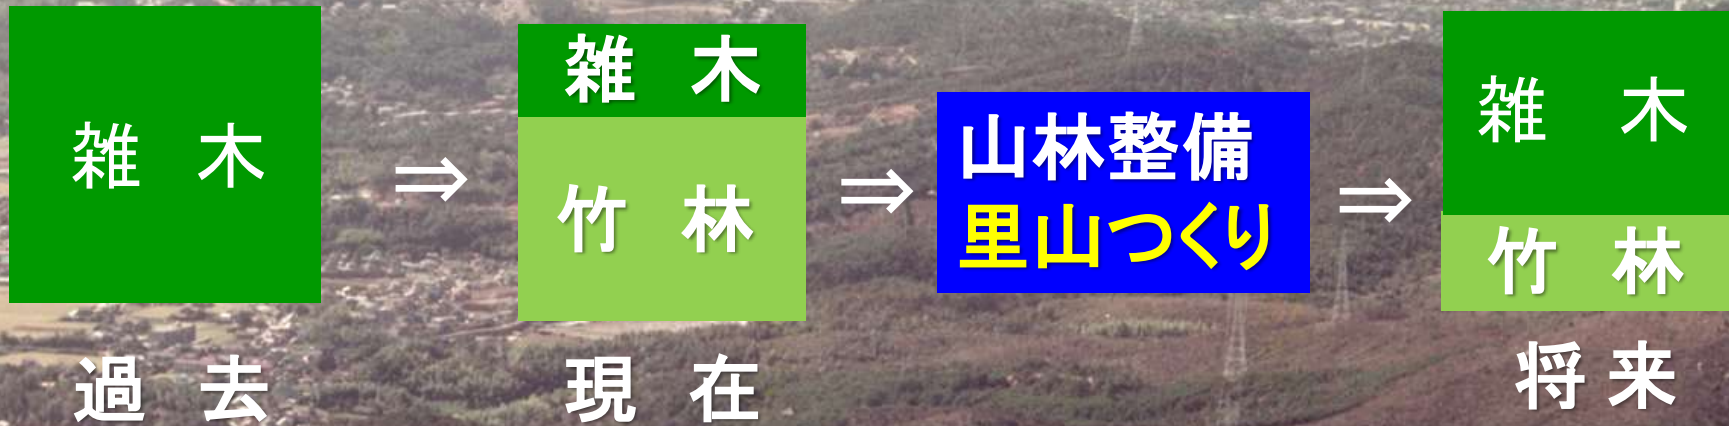 雑 木
過 去
⇒
雑 木
竹 林
現 在
⇒
山林整備
里山つくり
⇒
雑 木
竹 林
将 来